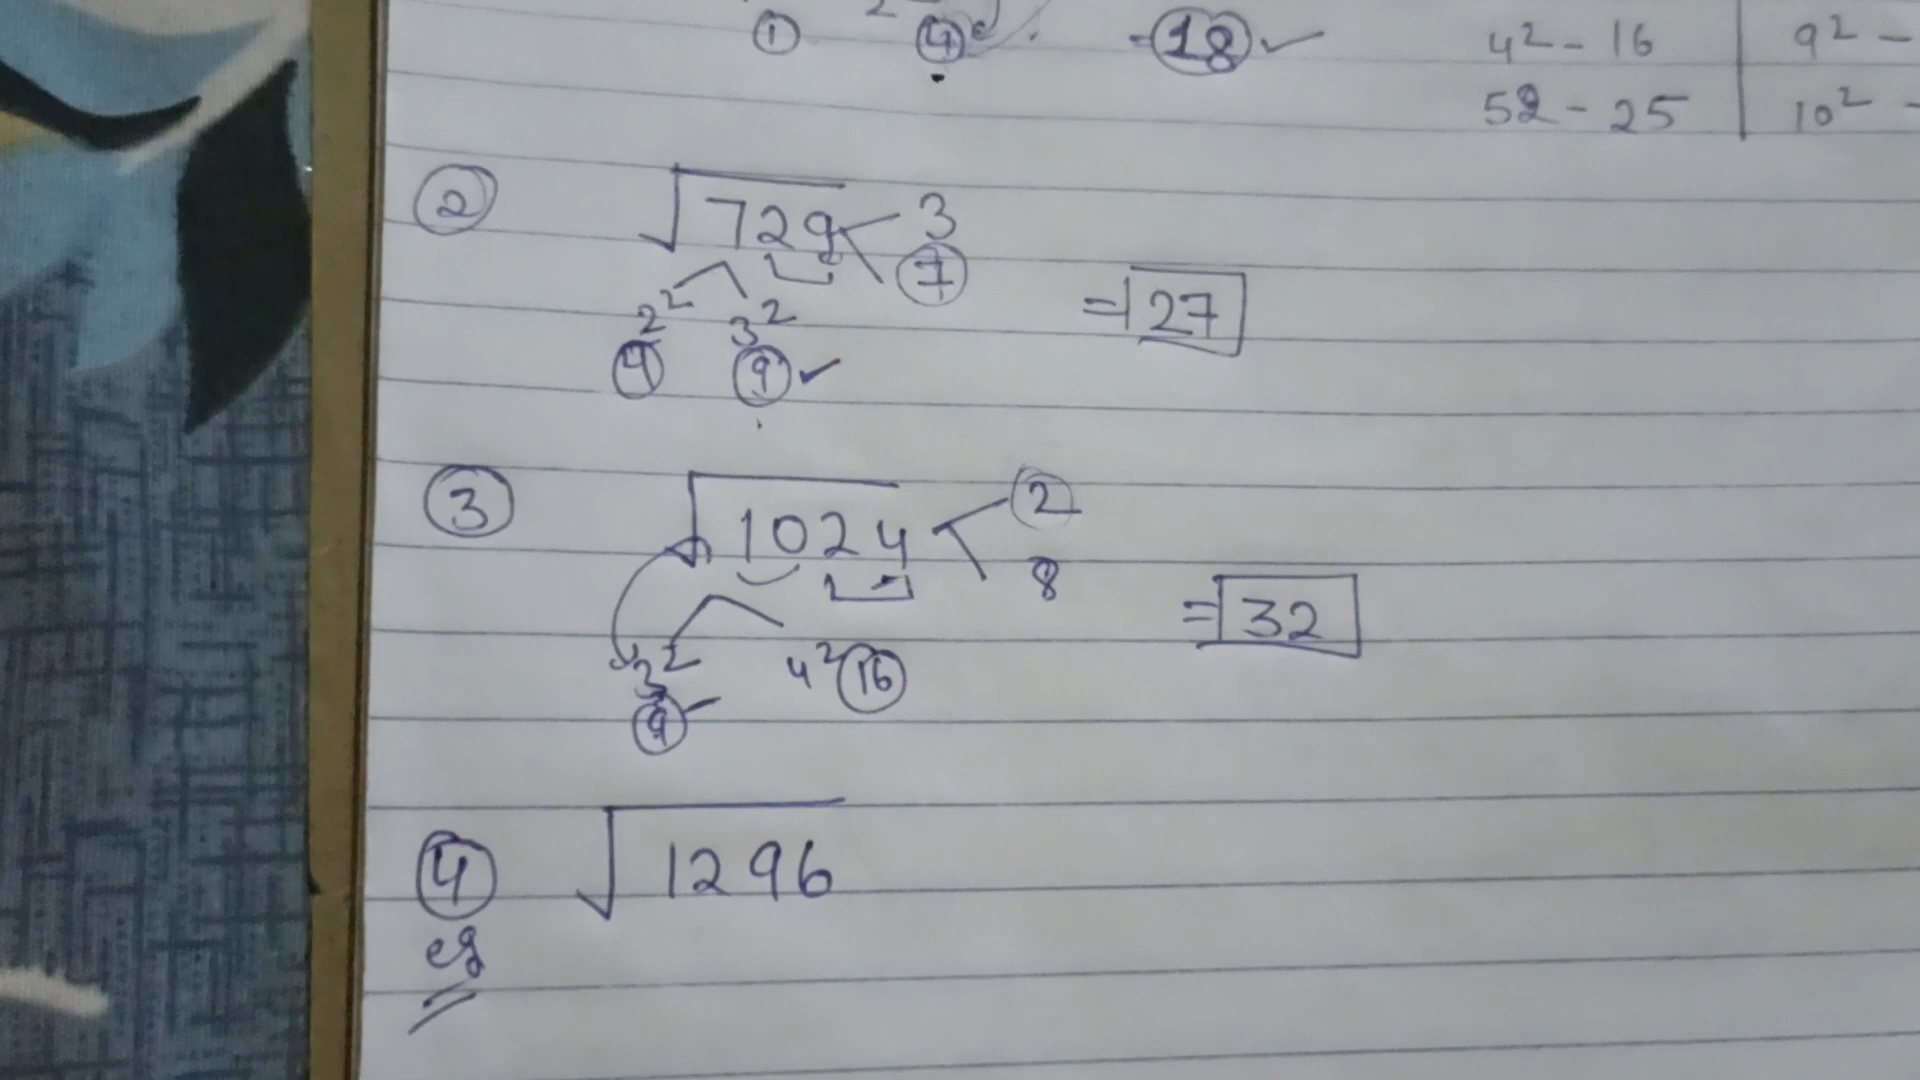 ① ④ -⑱✓ 4² - 16 | 9² -
52 - 25 | 10² -
② √729 3
⑦
2² 3² = 27
④ ⑨✓
③ √1024 ②
8
3² 4² ⑯ = 32
⑨✓
④ √1296
eg